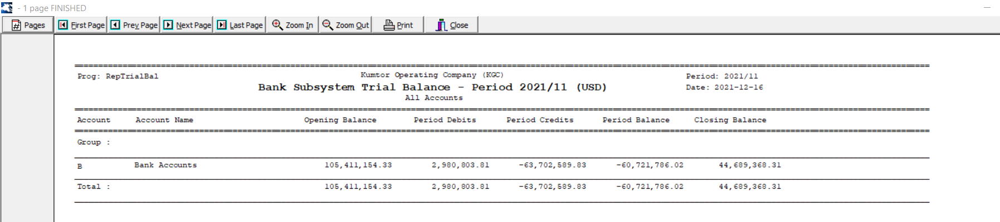 - 1 page FINISHED
Pages First Page Prev Page Next Page Last Page Zoom In Zoom Out Print Close
Prog: RepTrialBal Kumtor Operating Company (KGC) Period: 2021/11
Bank Subsystem Trial Balance - Period 2021/11 (USD) Date: 2021-12-16
All Accounts
Account Account Name Opening Balance Period Debits Period Credits Period Balance Closing Balance
Group :
B Bank Accounts 105,411,154.33 2,980,803.81 -63,702,589.83 -60,721,786.02 44,689,368.31
Total : 105,411,154.33 2,980,803.81 -63,702,589.83 -60,721,786.02 44,689,368.31